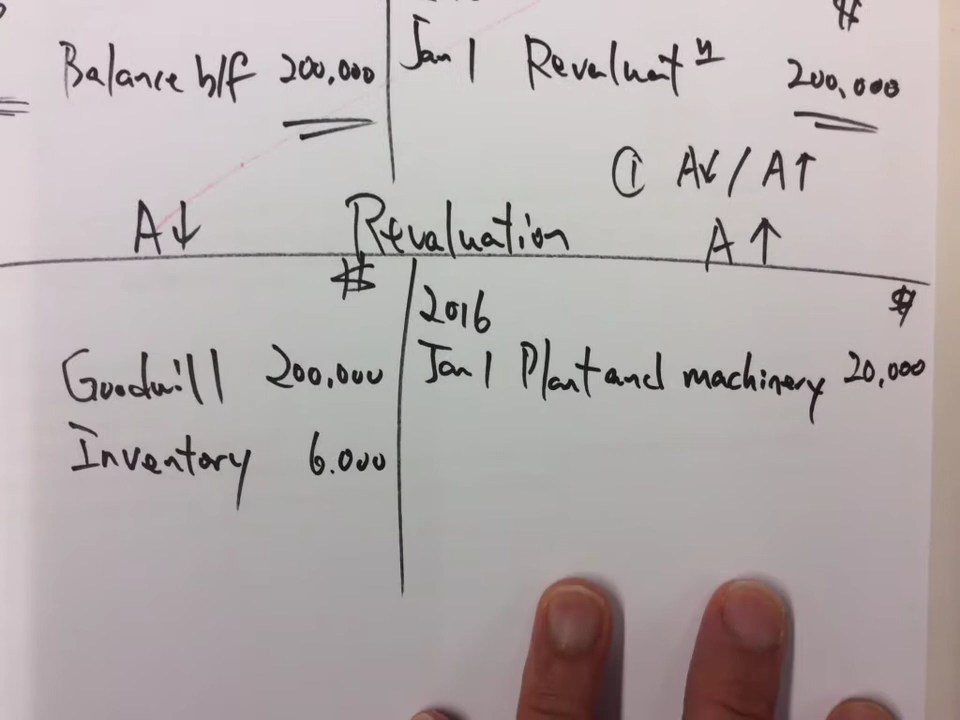 $
Balance b/f 200,000 Jan 1 Revaluatⁿ 200,000
① A↓ / A↑
A↓ Revaluation A↑
$ 2016 $
Goodwill 200,000 Jan 1 Plant and machinery 20,000
Inventory 6.000